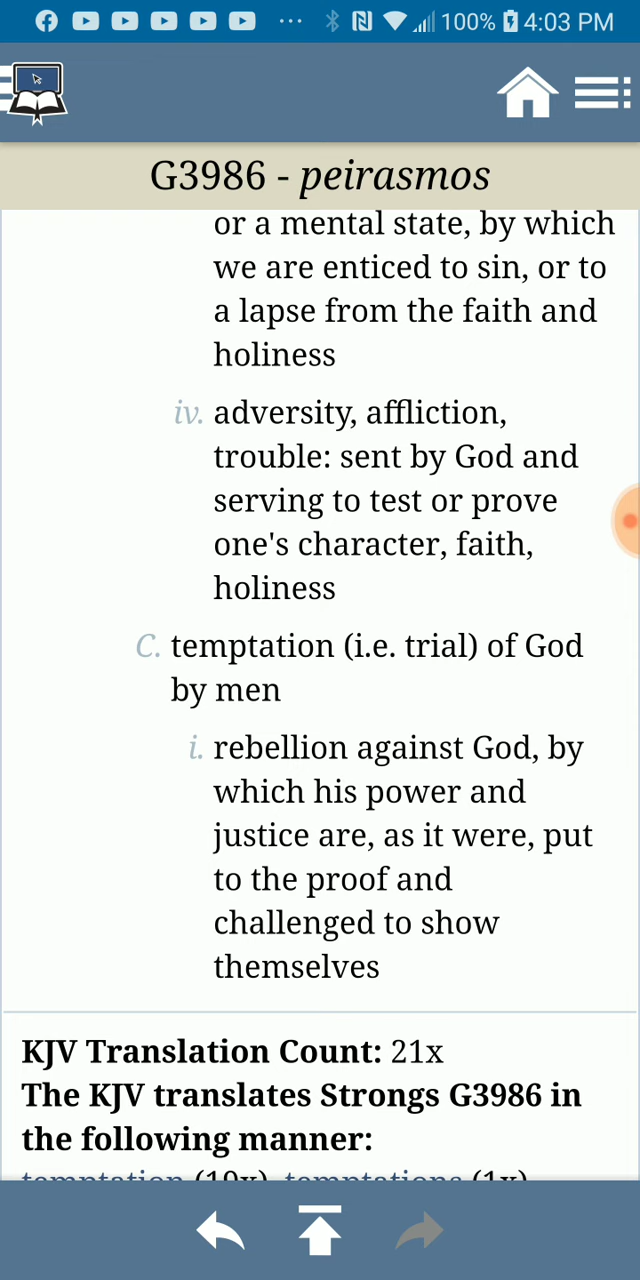 100% 4:03 PM
G3986 - peirasmos
or a mental state, by which
we are enticed to sin, or to
a lapse from the faith and
holiness
iv. adversity, affliction,
trouble: sent by God and
serving to test or prove
one's character, faith,
holiness
C. temptation (i.e. trial) of God
by men
i. rebellion against God, by
which his power and
justice are, as it were, put
to the proof and
challenged to show
themselves
KJV Translation Count: 21x
The KJV translates Strongs G3986 in
the following manner:
temptation (19x), temptations (1x),